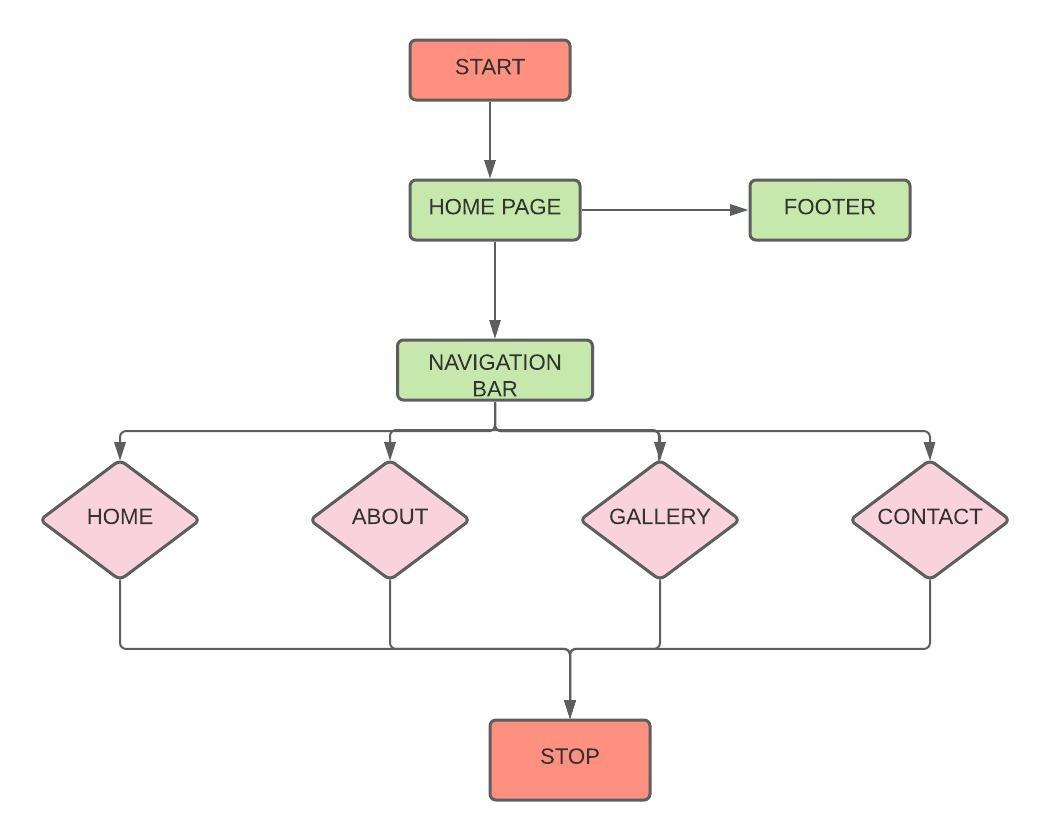 START
HOME PAGE
FOOTER
NAVIGATION
BAR
HOME
ABOUT
GALLERY
CONTACT
STOP